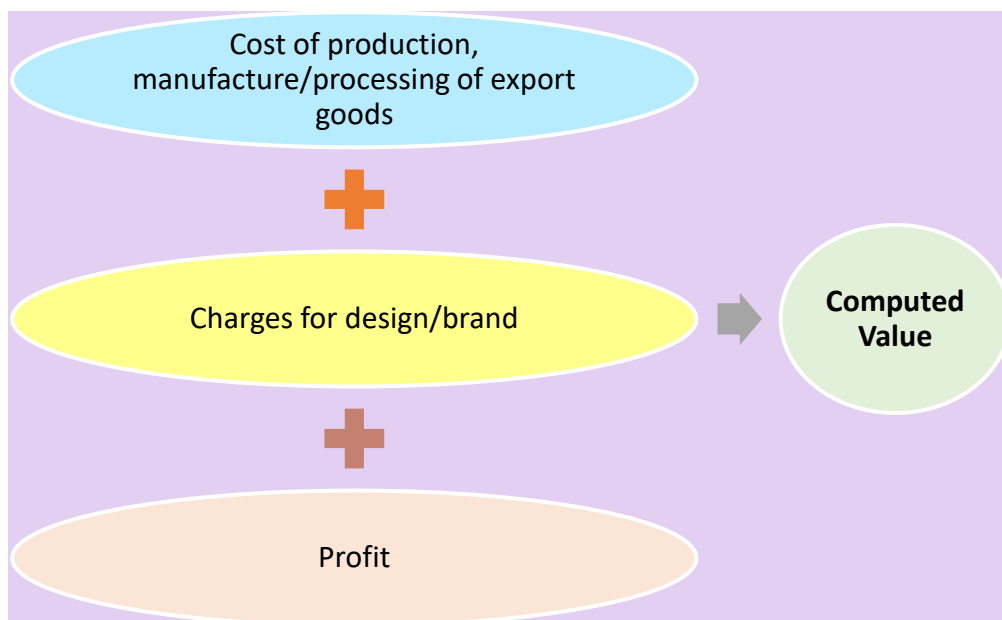 Cost of production,
manufacture/processing of export
goods
Charges for design/brand
Computed
Value
Profit